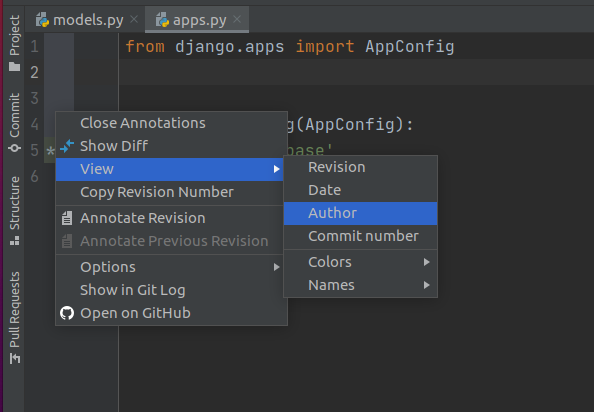 Project
Commit
Structure
Pull Requests
models.py
apps.py
1 from django.apps import AppConfig
2
3
4 g(AppConfig):
5 * base'
6
Close Annotations
Show Diff
View
Copy Revision Number
Annotate Revision
Annotate Previous Revision
Options
Show in Git Log
Open on GitHub
Revision
Date
Author
Commit number
Colors
Names